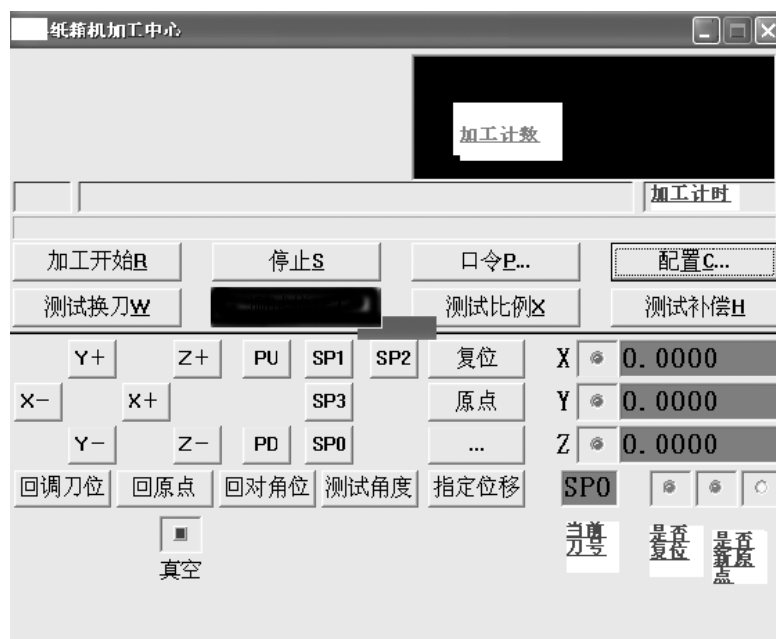 纸箱机加工中心
加工计数
加工计时
加工开始R 停止S 口令P... 配置C...
测试换刀W 测试比例X 测试补偿H
Y+ Z+ PU SP1 SP2 复位 X 0.0000
X- X+ SP3 原点 Y 0.0000
Y- Z- PD SP0 ... Z 0.0000
回调刀位 回原点 回对角位 测试角度 指定位移 SP0
当前刀号 是否复位 是否新原点
真空